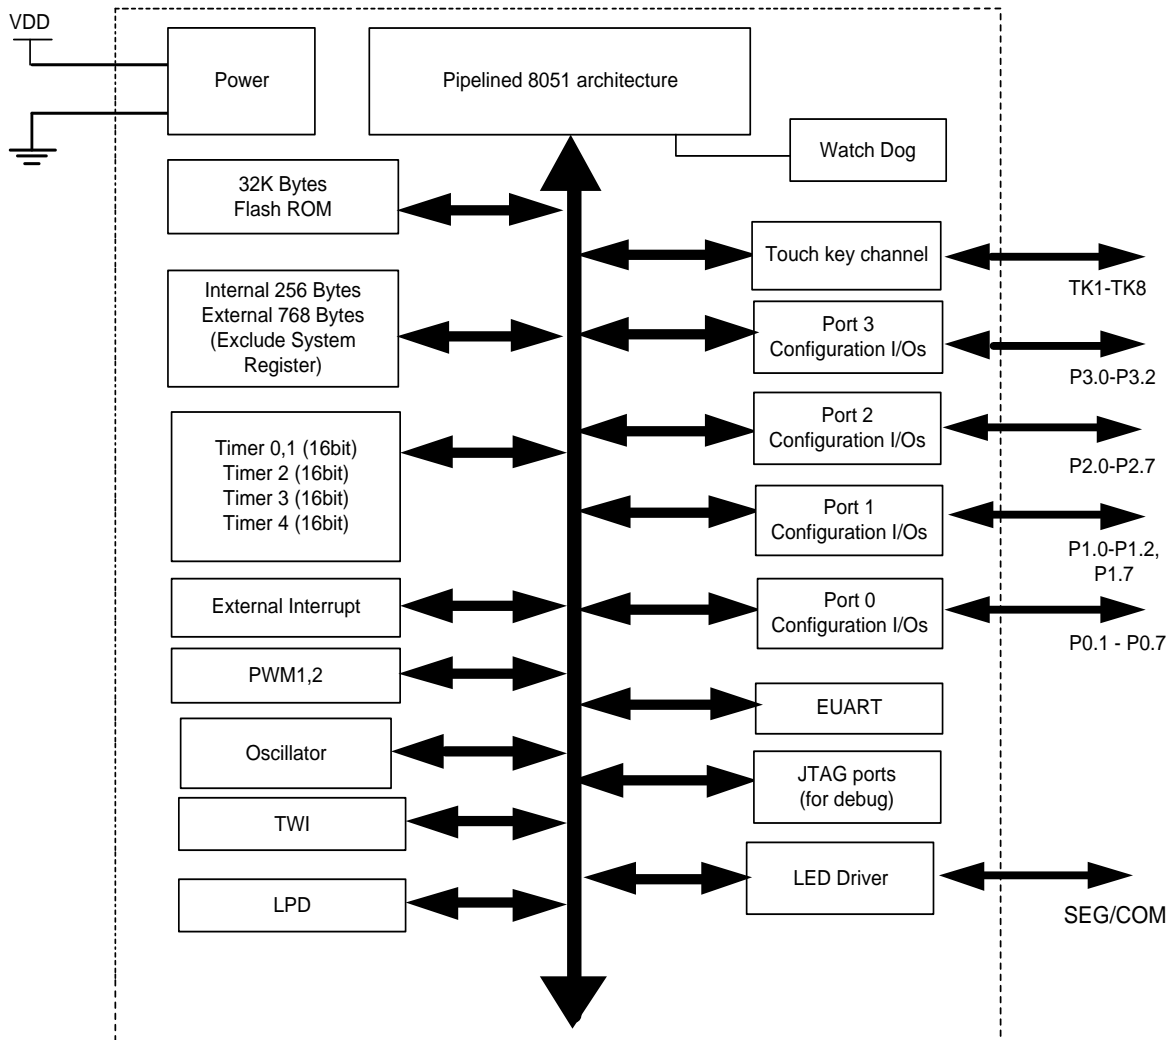 VDD
Power
Pipelined 8051 architecture
Watch Dog
32K Bytes
Flash ROM
Touch key channel
TK1-TK8
Internal 256 Bytes
External 768 Bytes
(Exclude System
Register)
Port 3
Configuration I/Os
P3.0-P3.2
Port 2
Configuration I/Os
P2.0-P2.7
Timer 0,1 (16bit)
Timer 2 (16bit)
Timer 3 (16bit)
Timer 4 (16bit)
Port 1
Configuration I/Os
P1.0-P1.2,
P1.7
External Interrupt
Port 0
Configuration I/Os
P0.1 - P0.7
PWM1,2
EUART
Oscillator
JTAG ports
(for debug)
TWI
LED Driver
SEG/COM
LPD